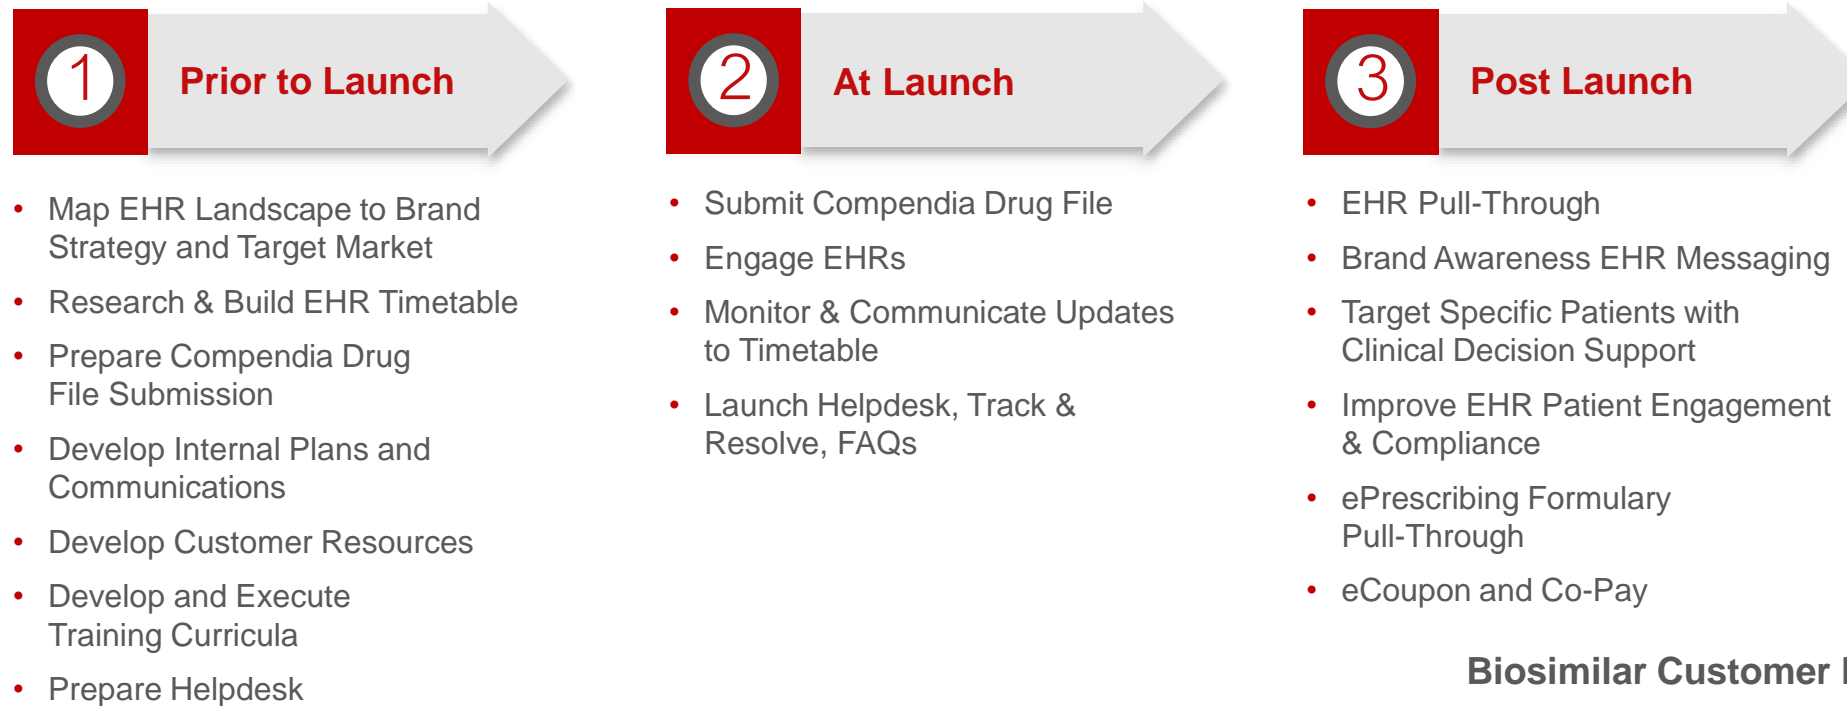 1
Prior to Launch
• Map EHR Landscape to Brand
Strategy and Target Market
• Research & Build EHR Timetable
• Prepare Compendia Drug
File Submission
• Develop Internal Plans and
Communications
• Develop Customer Resources
• Develop and Execute
Training Curricula
• Prepare Helpdesk
2
At Launch
• Submit Compendia Drug File
• Engage EHRs
• Monitor & Communicate Updates
to Timetable
• Launch Helpdesk, Track &
Resolve, FAQs
3
Post Launch
• EHR Pull-Through
• Brand Awareness EHR Messaging
• Target Specific Patients with
Clinical Decision Support
• Improve EHR Patient Engagement
& Compliance
• ePrescribing Formulary
Pull-Through
• eCoupon and Co-Pay
Biosimilar Customer